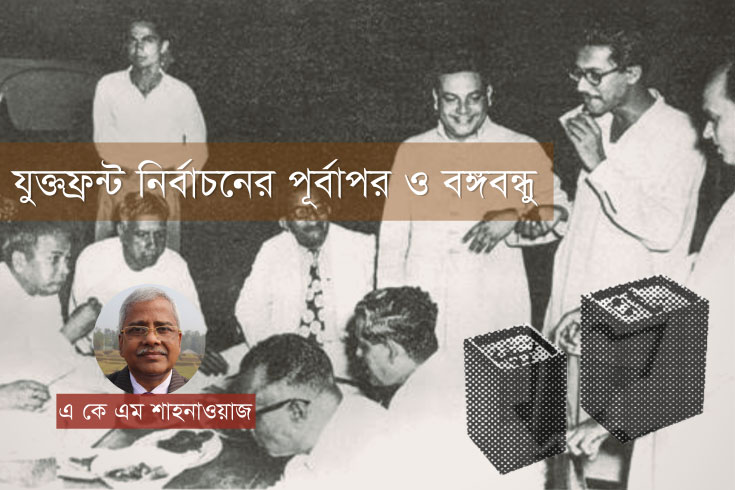 যুক্তফ্রন্ট নির্বাচনের পূর্বাপর ও বঙ্গবন্ধু
এ কে এম শাহনাওয়াজ